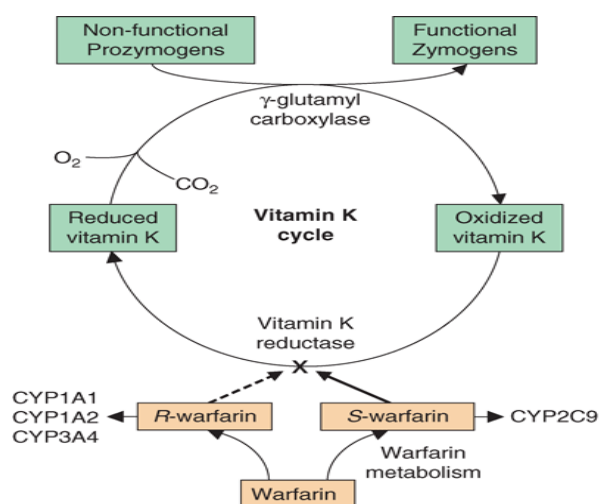 Non-functional
Prozymogens
Functional
Zymogens
γ-glutamyl
carboxylase
O₂
CO₂
Reduced
vitamin K
Vitamin K
cycle
Oxidized
vitamin K
Vitamin K
reductase
X
CYP1A1
CYP1A2
CYP3A4
R-warfarin
S-warfarin
CYP2C9
Warfarin
metabolism
Warfarin